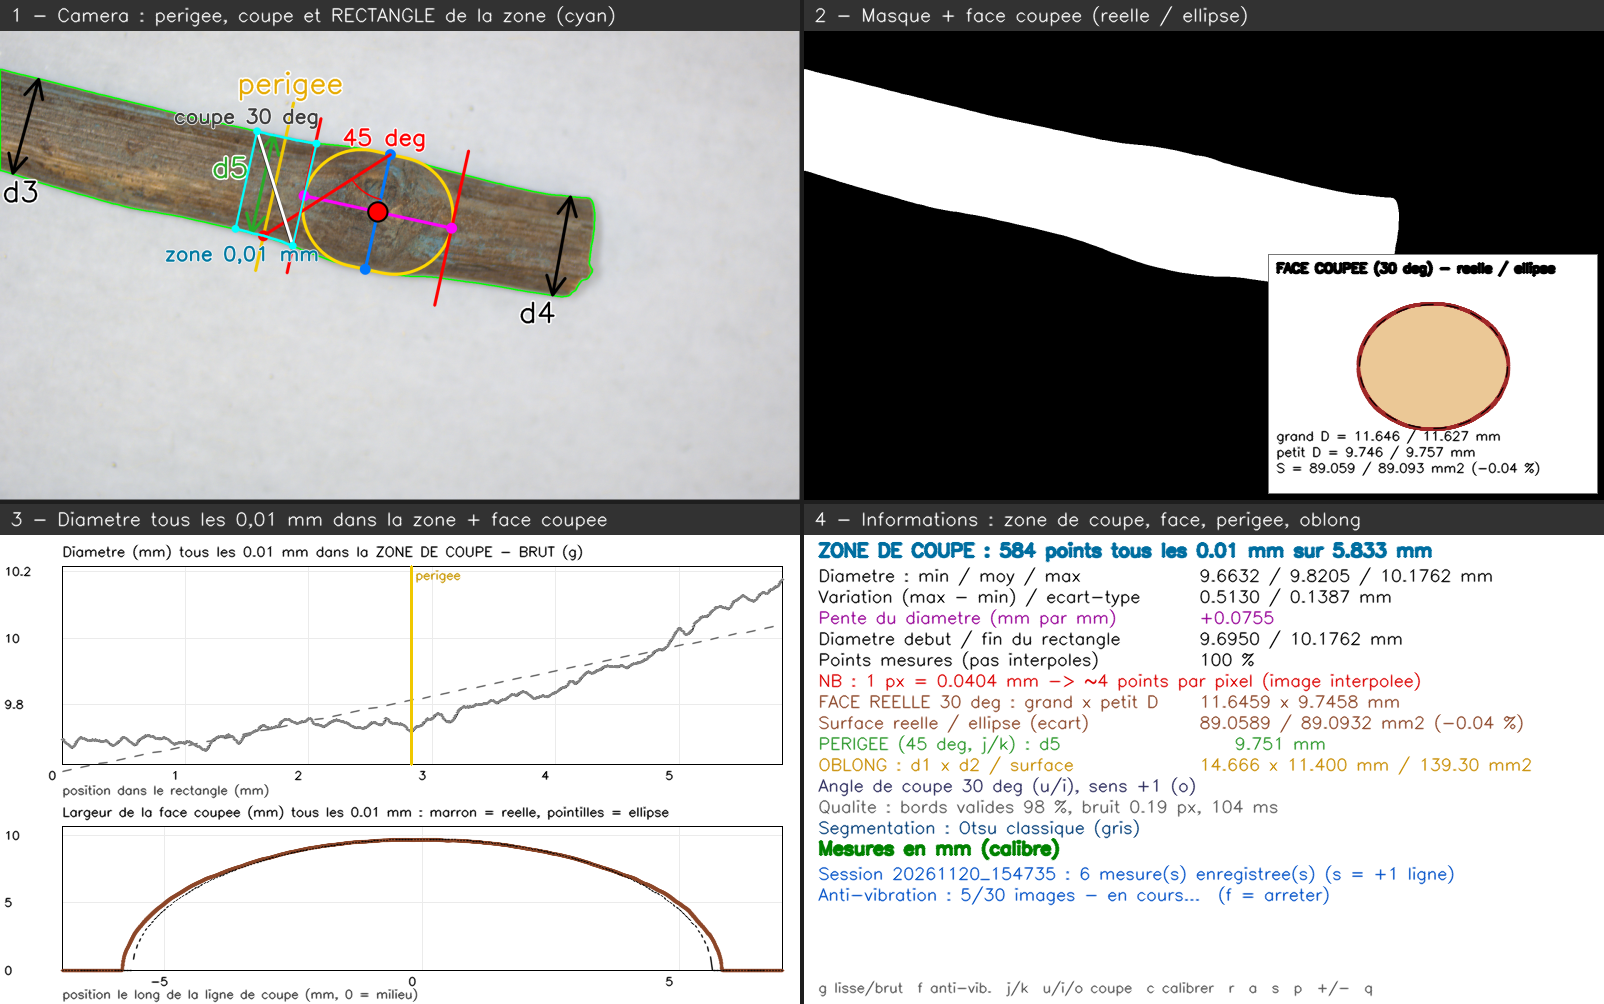 1 - Camera : perigee, coupe et RECTANGLE de la zone (cyan)
perigee
coupe 30 deg
45 deg
d5
d3
zone 0,01 mm
d4
2 - Masque + face coupee (reelle / ellipse)
FACE COUPEE (30 deg) - reelle / ellipse
grand D = 11.646 / 11.627 mm
petit D = 9.746 / 9.757 mm
S = 89.059 / 89.093 mm2 (-0.04 %)
3 - Diametre tous les 0,01 mm dans la zone + face coupee
Diametre (mm) tous les 0.01 mm dans la ZONE DE COUPE - BRUT (g)
10.2
perigee
10
9.8
0 1 2 3 4 5
position dans le rectangle (mm)
Largeur de la face coupee (mm) tous les 0.01 mm : marron = reelle, pointilles = ellipse
10
5
0
-5 0 5
position le long de la ligne de coupe (mm, 0 = milieu)
4 - Informations : zone de coupe, face, perigee, oblong
ZONE DE COUPE : 584 points tous les 0.01 mm sur 5.833 mm
Diametre : min / moy / max 9.6632 / 9.8205 / 10.1762 mm
Variation (max - min) / ecart-type 0.5130 / 0.1387 mm
Pente du diametre (mm par mm) +0.0755
Diametre debut / fin du rectangle 9.6950 / 10.1762 mm
Points mesures (pas interpoles) 100 %
NB : 1 px = 0.0404 mm -> ~4 points par pixel (image interpolee)
FACE REELLE 30 deg : grand x petit D 11.6459 x 9.7458 mm
Surface reelle / ellipse (ecart) 89.0589 / 89.0932 mm2 (-0.04 %)
PERIGEE (45 deg, j/k) : d5 9.751 mm
OBLONG : d1 x d2 / surface 14.666 x 11.400 mm / 139.30 mm2
Angle de coupe 30 deg (u/i), sens +1 (o)
Qualite : bords valides 98 %, bruit 0.19 px, 104 ms
Segmentation : Otsu classique (gris)
Mesures en mm (calibre)
Session 20261120_154735 : 6 mesure(s) enregistree(s) (s = +1 ligne)
Anti-vibration : 5/30 images - en cours... (f = arreter)
g lisse/brut f anti-vib. j/k u/i/o coupe c calibrer r a s p +/- q